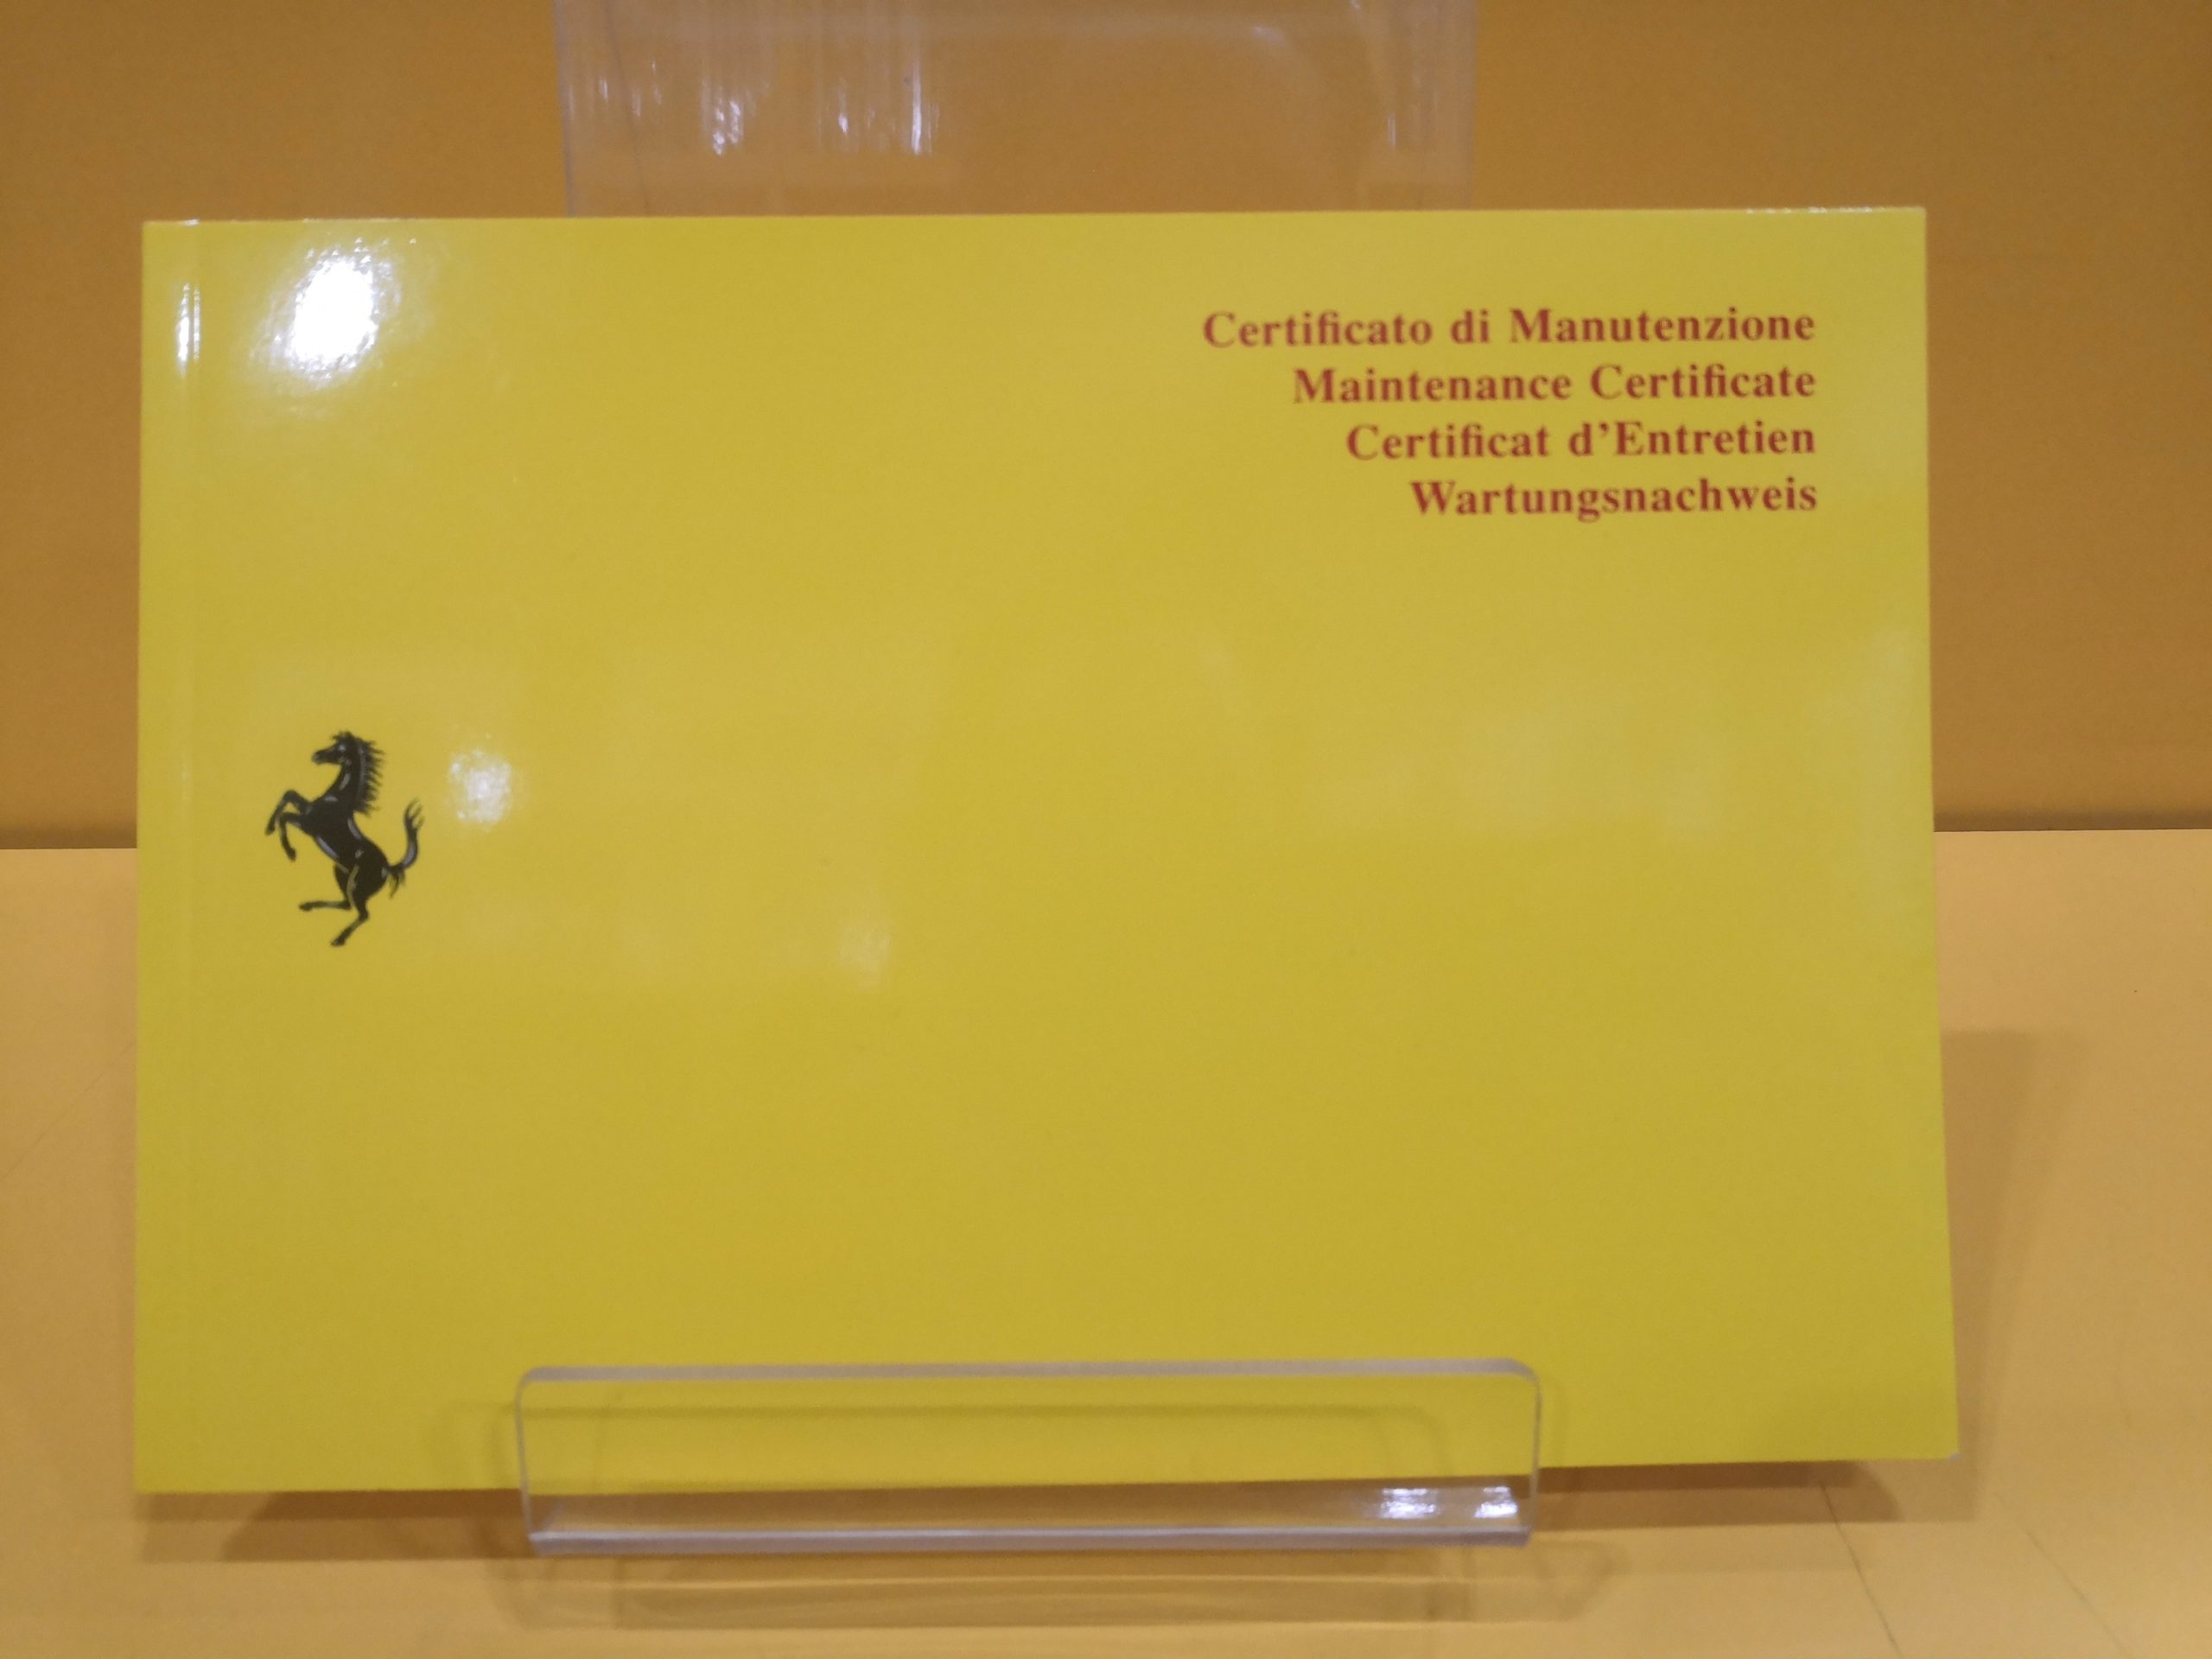 Certificato di Manutenzione
Maintenance Certificate
Certificat d’Entretien
Wartungsnachweis